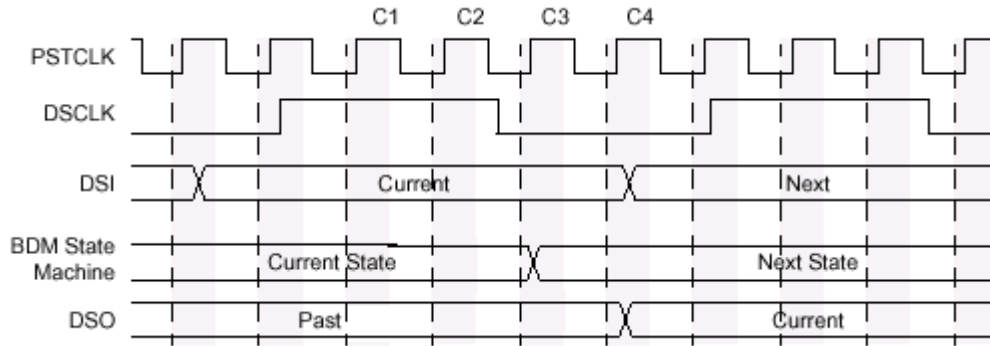 C1 C2 C3 C4
PSTCLK
DSCLK
DSI Current Next
BDM State
Machine Current State Next State
DSO Past Current